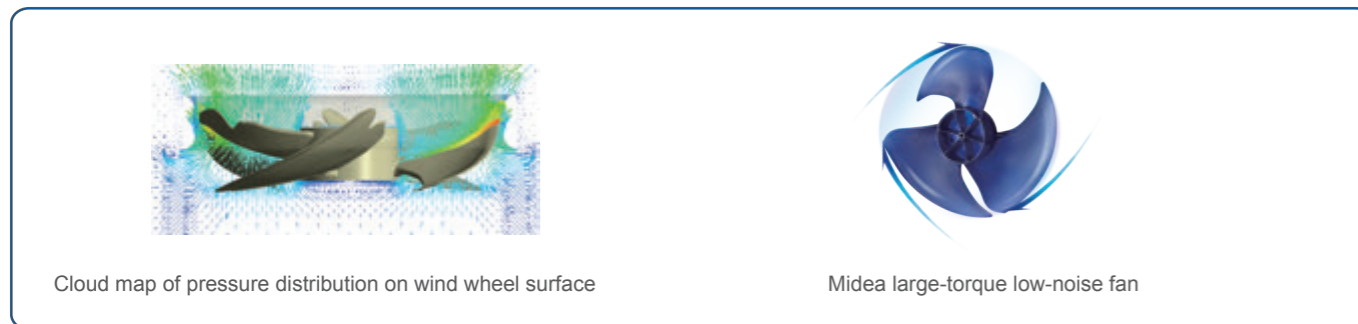 Cloud map of pressure distribution on wind wheel surface
Midea large-torque low-noise fan